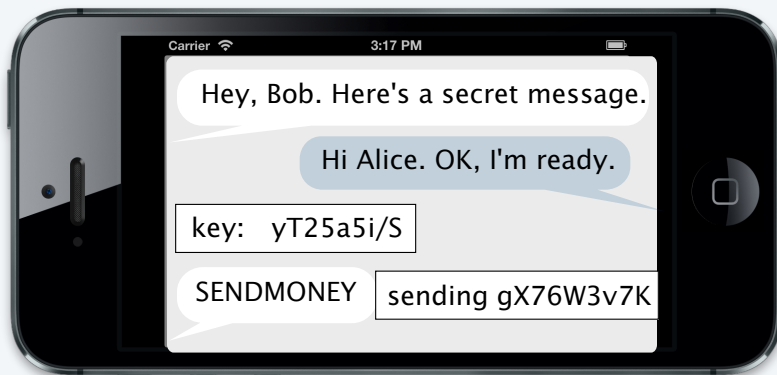 Carrier 3:17 PM
Hey, Bob. Here's a secret message.
Hi Alice. OK, I'm ready.
key: yT25a5i/S
SENDMONEY sending gX76W3v7K